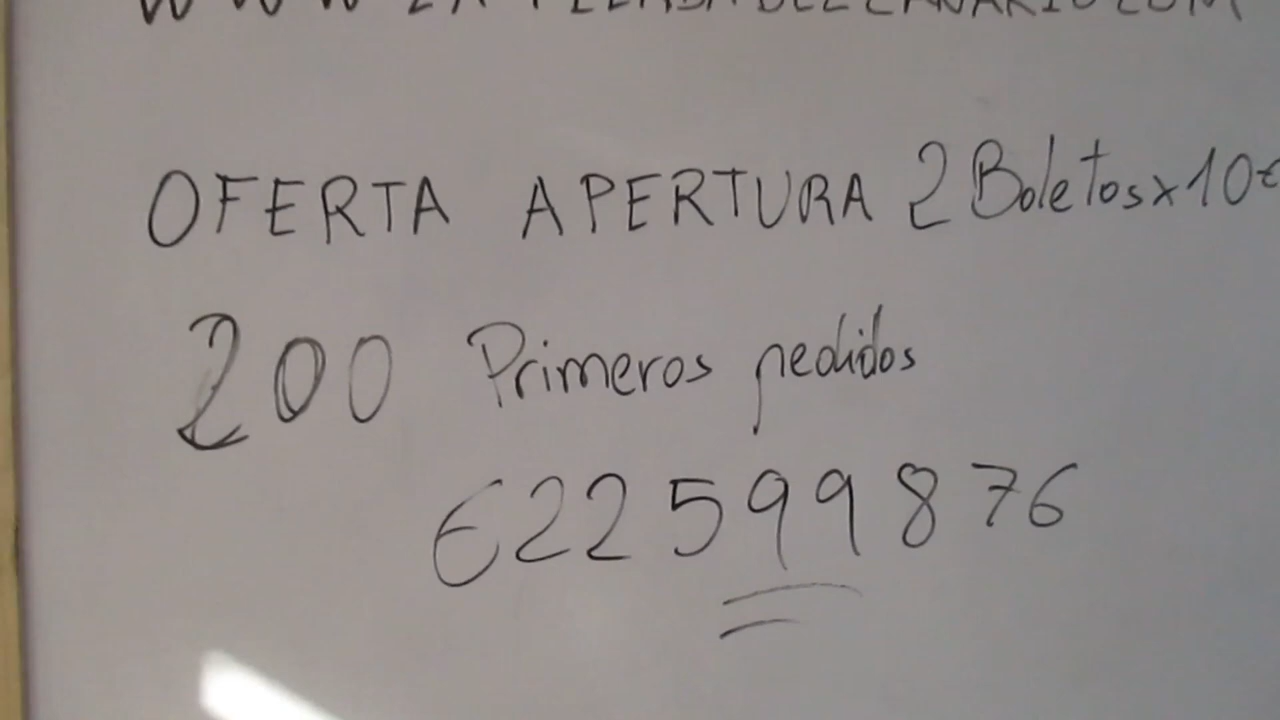 OFERTA APERTURA 2 Boletos x 10€
200 Primeros pedidos
622599876